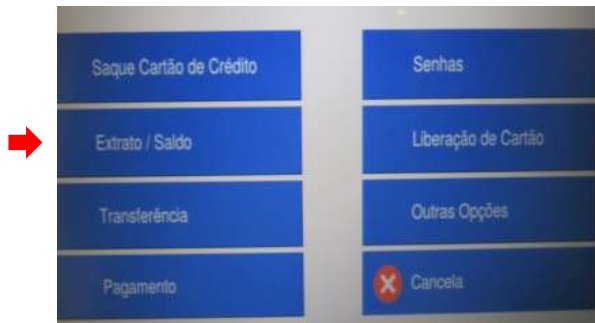 Saque Cartão de Crédito
Senhas
Extrato / Saldo
Liberação de Cartão
Transferência
Outras Opções
Pagamento
Cancela